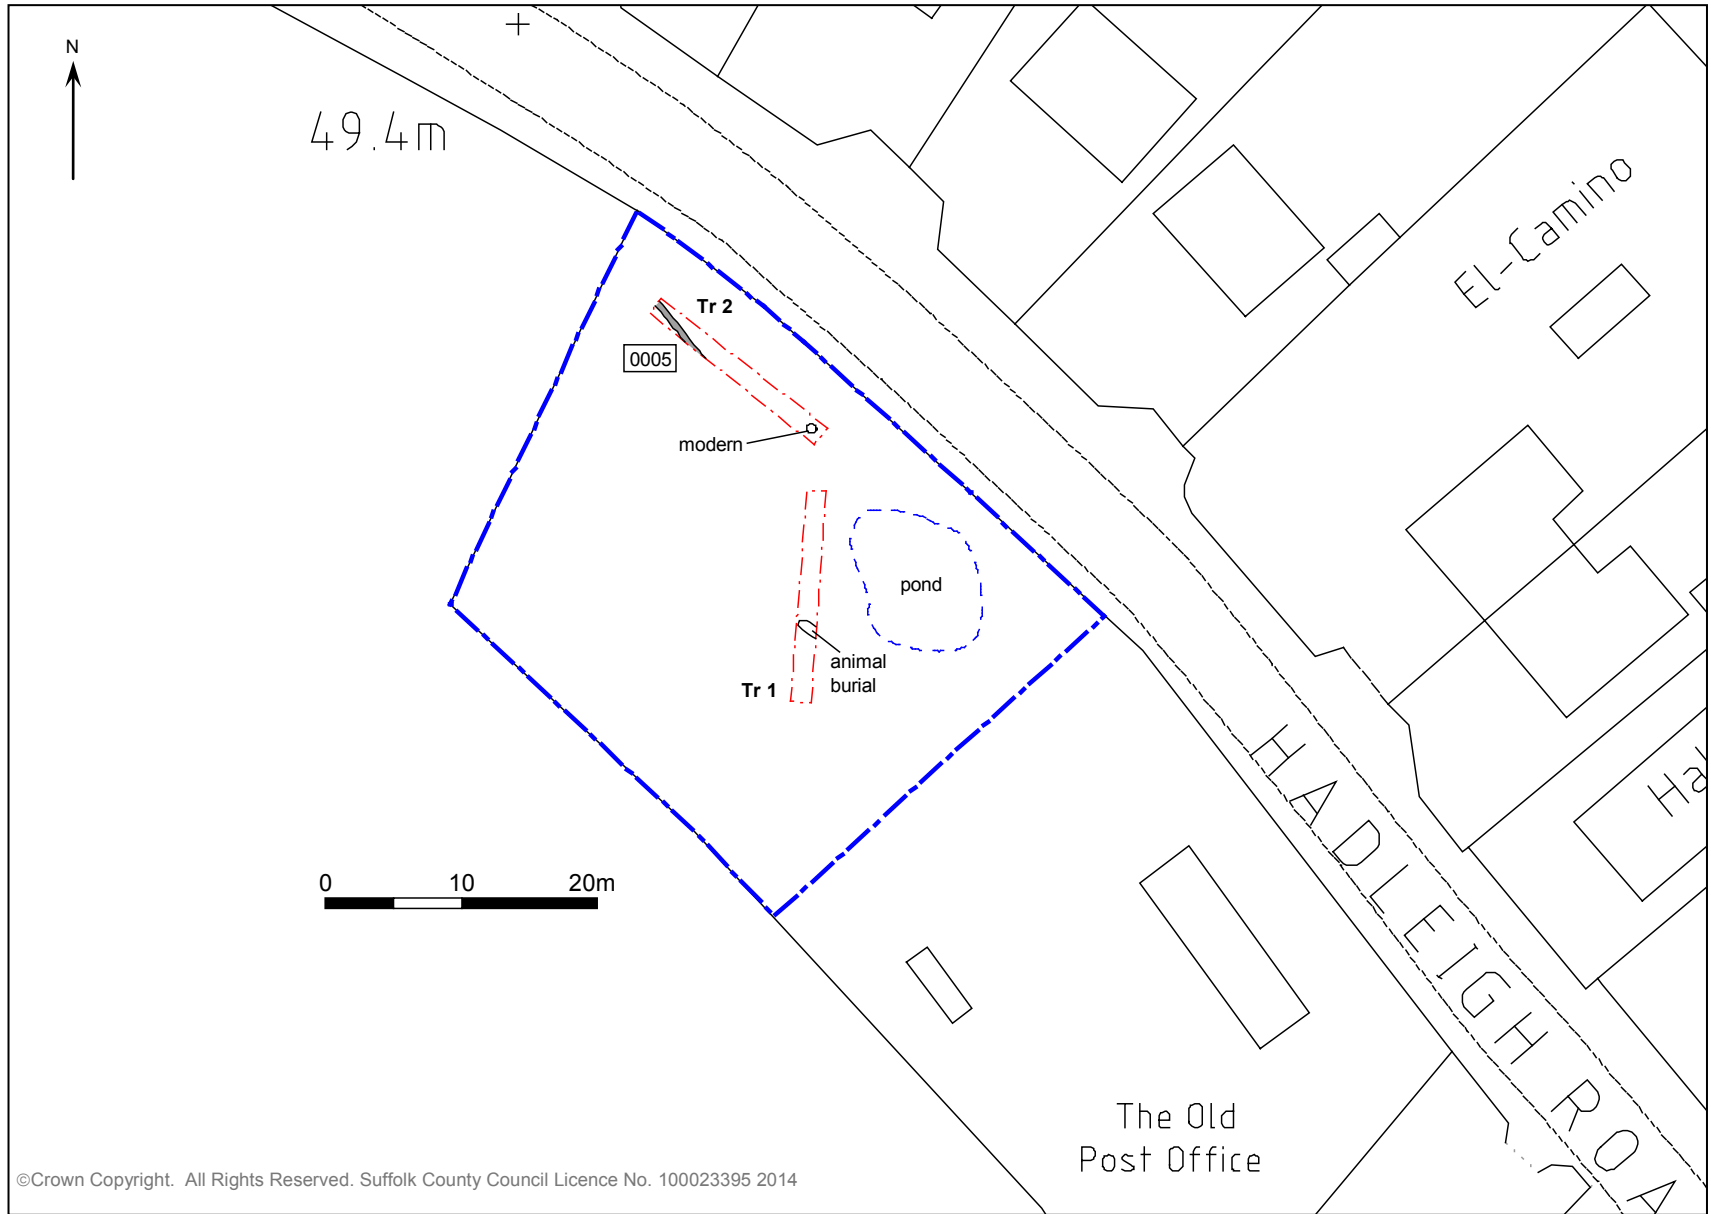 N
49.4m
El-Camino
Tr 2
0005
modern
pond
animal
burial
Tr 1
Ha
HADLEIGH ROA
0 10 20m
The Old
Post Office
©Crown Copyright. All Rights Reserved. Suffolk County Council Licence No. 100023395 2014